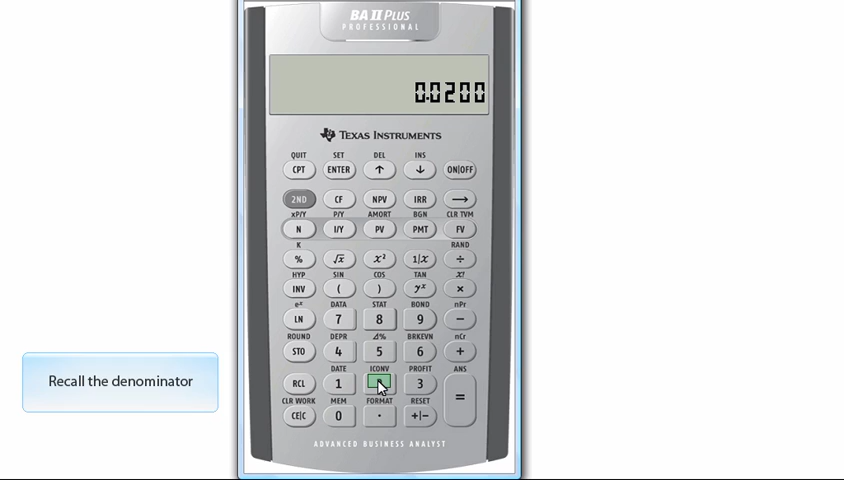 BA II Plus
PROFESSIONAL
0.0200
TEXAS INSTRUMENTS
QUIT SET DEL INS
CPT ENTER ↑ ↓ ON|OFF
2ND CF NPV IRR →
xP/Y P/Y AMORT BGN CLR TVM
N I/Y PV PMT FV
K RAND
% √x x² 1/x ÷
HYP SIN COS TAN x!
INV ( ) yˣ ×
eˣ DATA STAT BOND nPr
LN 7 8 9 −
ROUND DEPR Δ% BRKEVN nCr
STO 4 5 6 +
DATE ICONV PROFIT ANS
RCL 1 3 =
CLR WORK MEM FORMAT RESET
CE|C 0 . +|−
ADVANCED BUSINESS ANALYST
Recall the denominator